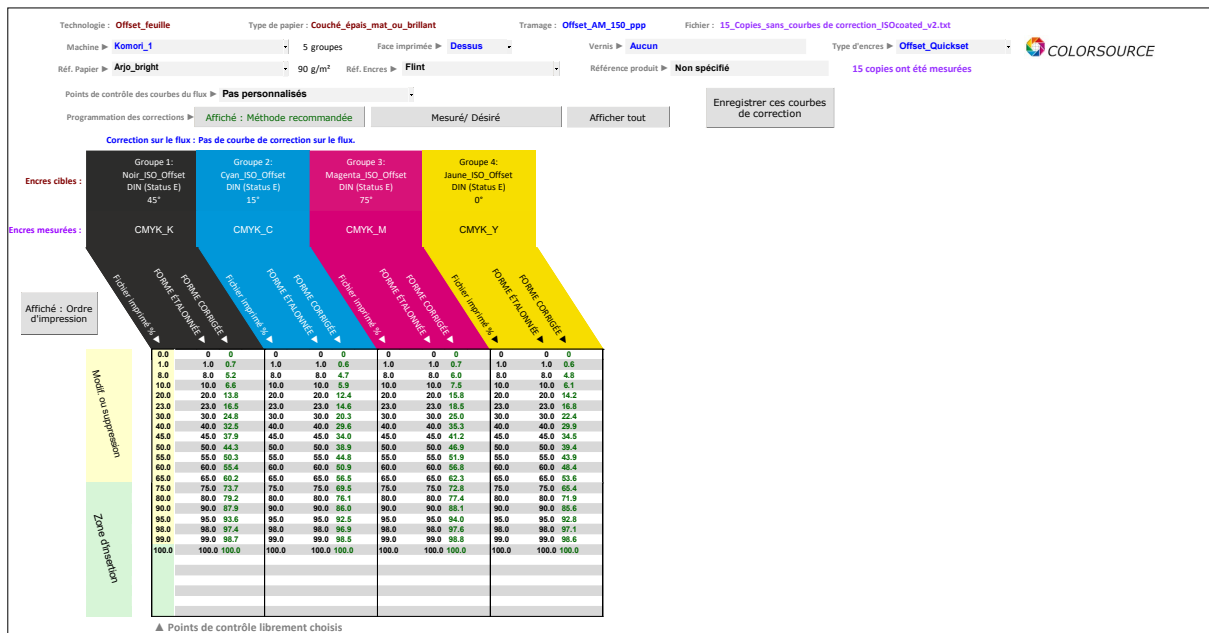 Technologie : Offset_feuille Type de papier : Couché_épais_mat_ou_brillant Tramage : Offset_AM_150_ppp Fichier : 15_Copies_sans_courbes de correction_ISOcoated_v2.txt
Machine ▶ Komori_1 5 groupes Face imprimée ▶ Dessus Vernis ▶ Aucun Type d'encres ▶ Offset_Quickset
COLORSOURCE
Réf. Papier ▶ Arjo_bright 90 g/m² Réf. Encres ▶ Flint Référence produit ▶ Non spécifié 15 copies ont été mesurées
Points de contrôle des courbes du flux ▶ Pas personnalisés
Enregistrer ces courbes
de correction
Programmation des corrections ▶ Affiché : Méthode recommandée Mesuré/ Désiré Afficher tout
Correction sur le flux : Pas de courbe de correction sur le flux.
Encres cibles :
Groupe 1: Groupe 2: Groupe 3: Groupe 4:
Noir_ISO_Offset Cyan_ISO_Offset Magenta_ISO_Offset Jaune_ISO_Offset
DIN (Status E) DIN (Status E) DIN (Status E) DIN (Status E)
45° 15° 75° 0°
Encres mesurées : CMYK_K CMYK_C CMYK_M CMYK_Y
Fichier imprimé % ▶ FORME ÉTALONNÉE ▶ FORME CORRIGÉE ▶ Fichier imprimé % ▶ FORME ÉTALONNÉE ▶ FORME CORRIGÉE ▶ Fichier imprimé % ▶ FORME ÉTALONNÉE ▶ FORME CORRIGÉE ▶ Fichier imprimé % ▶ FORME ÉTALONNÉE ▶ FORME CORRIGÉE ▶
Affiché : Ordre
d'impression
Modif. ou suppression
Zone d'insertion
0.0 0 0 0 0 0 0 0 0 0 0 0
1.0 1.0 0.7 1.0 1.0 0.6 1.0 1.0 0.7 1.0 1.0 0.6
8.0 8.0 5.2 8.0 8.0 4.7 8.0 8.0 6.0 8.0 8.0 4.8
10.0 10.0 6.6 10.0 10.0 5.9 10.0 10.0 7.5 10.0 10.0 6.1
20.0 20.0 13.8 20.0 20.0 12.4 20.0 20.0 15.8 20.0 20.0 14.2
23.0 23.0 16.5 23.0 23.0 14.6 23.0 23.0 18.5 23.0 23.0 16.8
30.0 30.0 24.8 30.0 30.0 20.3 30.0 30.0 25.0 30.0 30.0 22.4
40.0 40.0 32.5 40.0 40.0 29.6 40.0 40.0 35.3 40.0 40.0 29.9
45.0 45.0 37.9 45.0 45.0 34.0 45.0 45.0 41.2 45.0 45.0 34.5
50.0 50.0 44.3 50.0 50.0 38.9 50.0 50.0 46.9 50.0 50.0 39.4
55.0 55.0 50.3 55.0 55.0 44.8 55.0 55.0 51.9 55.0 55.0 43.9
60.0 60.0 55.4 60.0 60.0 50.9 60.0 60.0 56.8 60.0 60.0 48.4
65.0 65.0 60.2 65.0 65.0 56.5 65.0 65.0 62.3 65.0 65.0 53.6
75.0 75.0 73.7 75.0 75.0 69.5 75.0 75.0 72.8 75.0 75.0 65.4
80.0 80.0 79.2 80.0 80.0 76.1 80.0 80.0 77.4 80.0 80.0 71.9
90.0 90.0 87.9 90.0 90.0 86.0 90.0 90.0 88.1 90.0 90.0 85.6
95.0 95.0 93.6 95.0 95.0 92.5 95.0 95.0 94.0 95.0 95.0 92.8
98.0 98.0 97.4 98.0 98.0 96.9 98.0 98.0 97.6 98.0 98.0 97.1
99.0 99.0 98.7 99.0 99.0 98.5 99.0 99.0 98.8 99.0 99.0 98.6
100.0 100.0 100.0 100.0 100.0 100.0 100.0 100.0 100.0 100.0 100.0 100.0
▲ Points de contrôle librement choisis